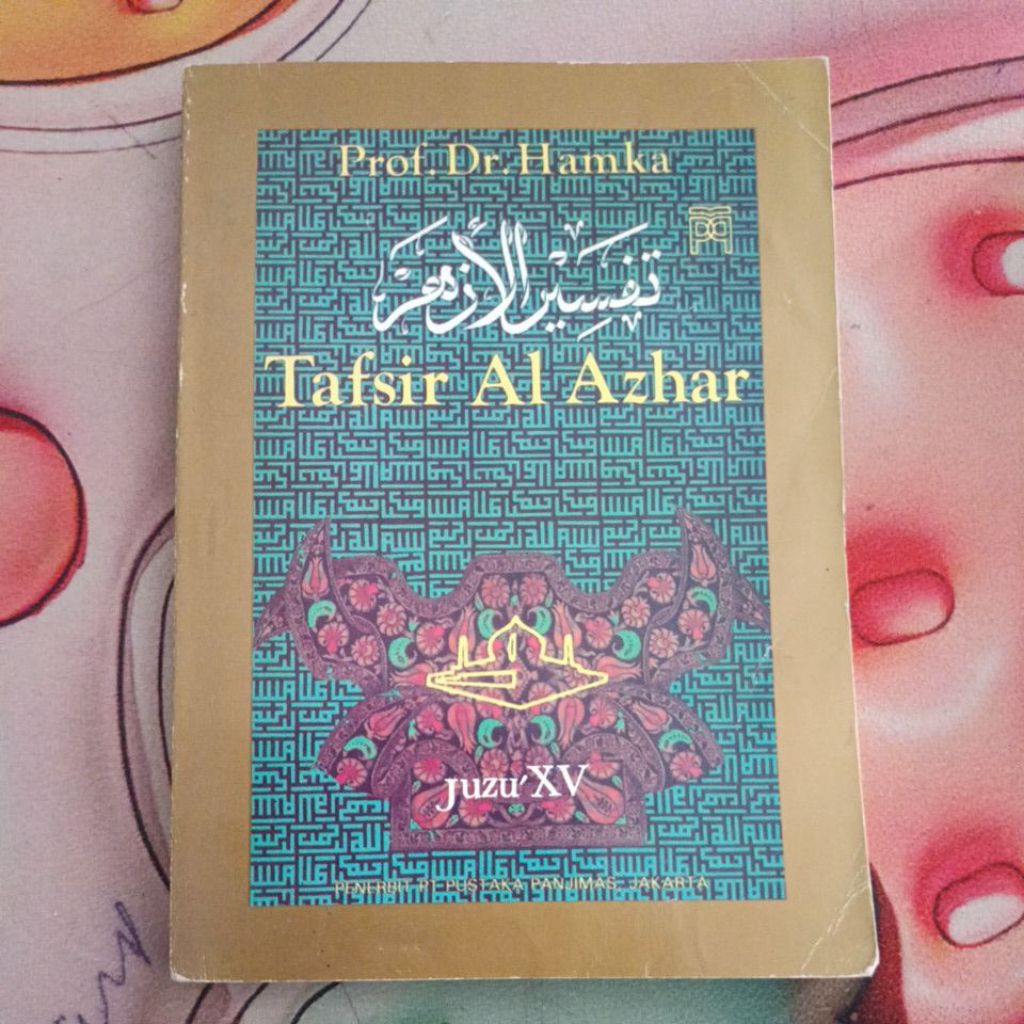 Prof. Dr. Hamka
تفسير الأزهر
Tafsir Al Azhar
Juzu' XV
PENERBIT PT PUSTAKA PANJIMAS, JAKARTA